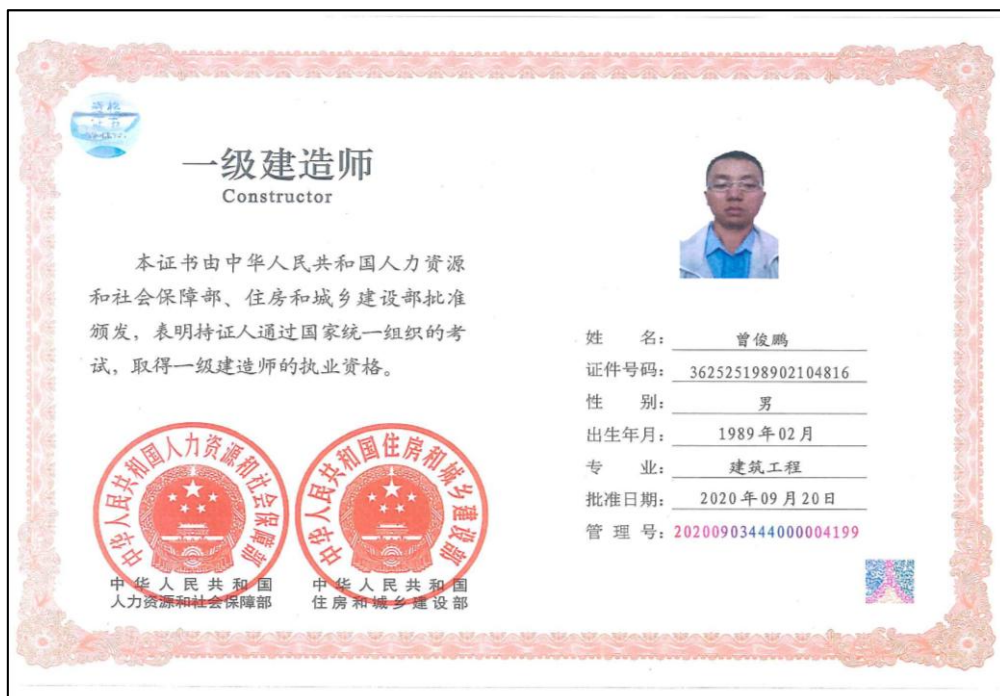 一级建造师
Constructor
本证书由中华人民共和国人力资源
和社会保障部、住房和城乡建设部批准
颁发，表明持证人通过国家统一组织的考
试，取得一级建造师的执业资格。
中华人民共和国人力资源和社会保障部
中华人民共和国住房和城乡建设部
中华人民共和国
人力资源和社会保障部
中华人民共和国
住房和城乡建设部
姓 名：曾俊鹏
证件号码：362525198902104816
性 别：男
出生年月：1989年02月
专 业：建筑工程
批准日期：2020年09月20日
管 理 号：20200903444000004199